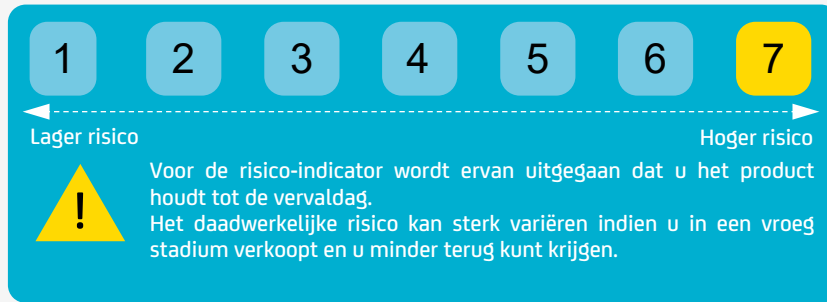 1 2 3 4 5 6 7
Lager risico Hoger risico
!
Voor de risico-indicator wordt ervan uitgegaan dat u het product
houdt tot de vervaldag.
Het daadwerkelijke risico kan sterk variëren indien u in een vroeg
stadium verkoopt en u minder terug kunt krijgen.